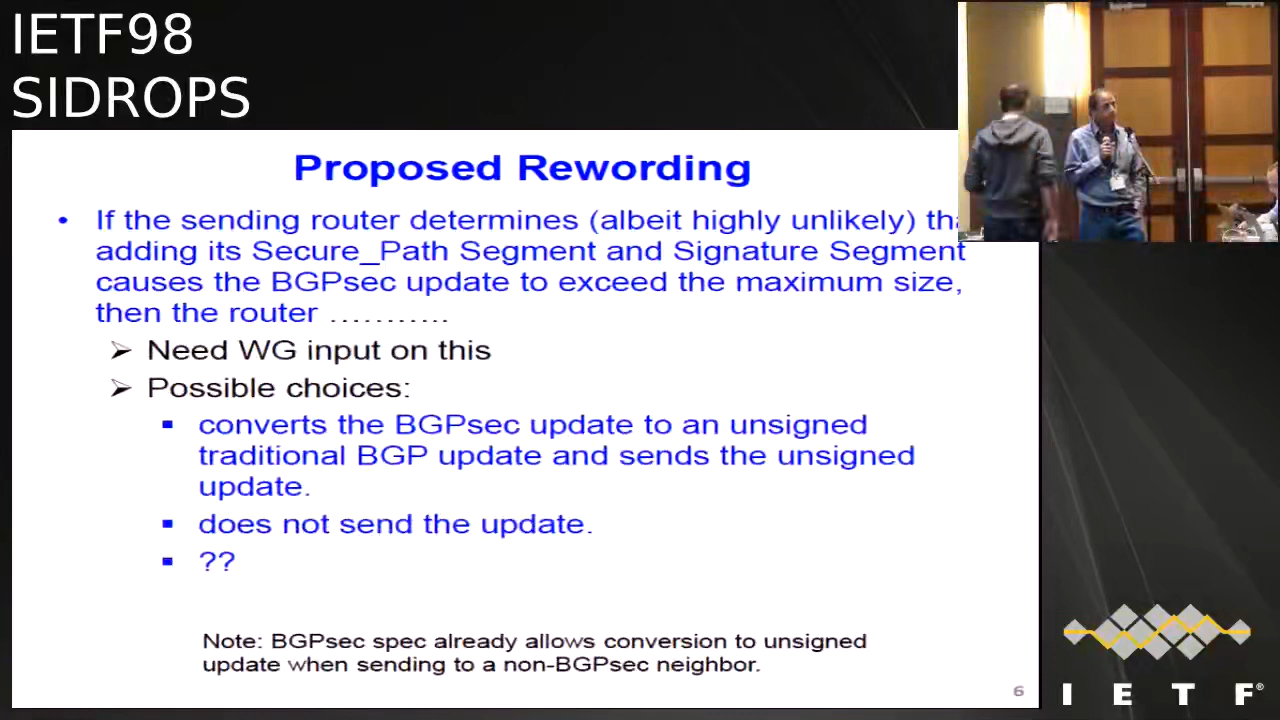 IETF98
SIDROPS
Proposed Rewording
• If the sending router determines (albeit highly unlikely)
adding its Secure_Path Segment and Signature Segment
causes the BGPsec update to exceed the maximum size,
then the router ………..
➢ Need WG input on this
➢ Possible choices:
▪ converts the BGPsec update to an unsigned
traditional BGP update and sends the unsigned
update.
▪ does not send the update.
▪ ??
Note: BGPsec spec already allows conversion to unsigned
update when sending to a non-BGPsec neighbor.
6
I E T F®